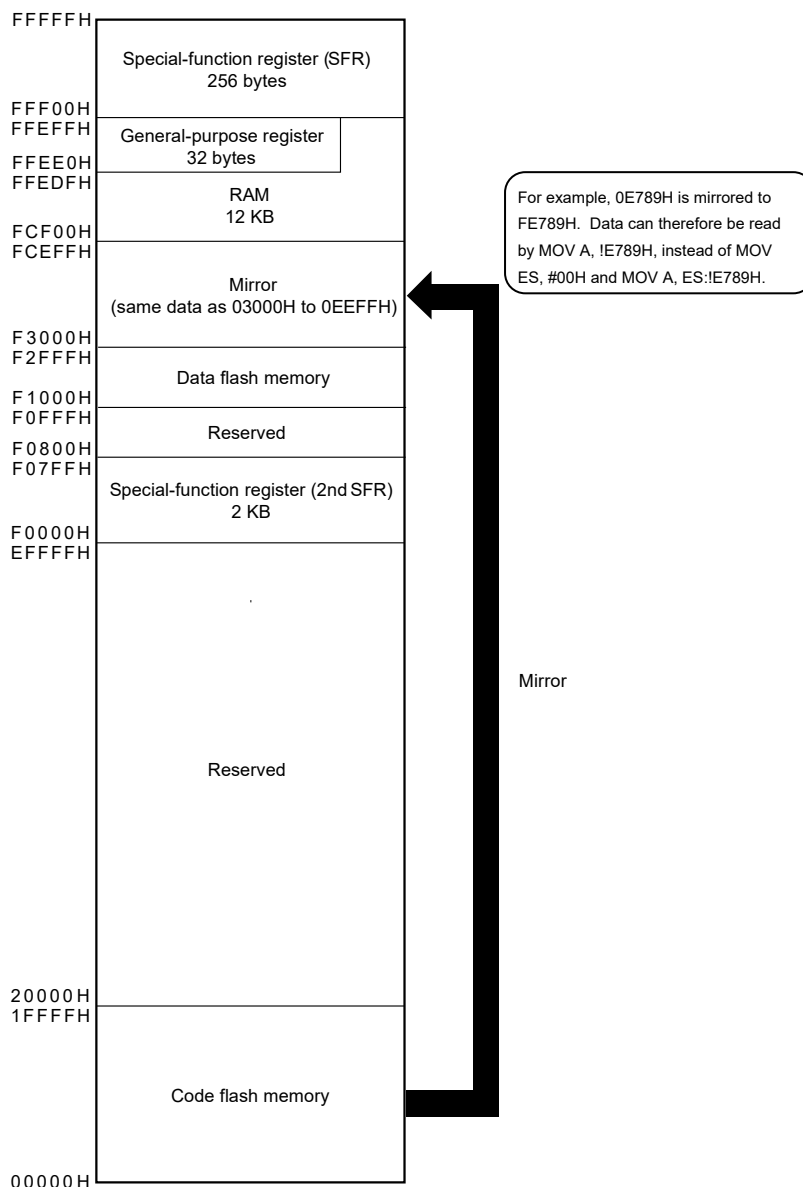 FFFFFH
Special-function register (SFR)
256 bytes
FFF00H
FFEFFH
General-purpose register
32 bytes
FFEE0H
FFEDFH
RAM
12 KB
FCF00H
FCEFFH
Mirror
(same data as 03000H to 0EEFFH)
F3000H
F2FFFH
Data flash memory
F1000H
F0FFFH
Reserved
F0800H
F07FFH
Special-function register (2nd SFR)
2 KB
F0000H
EFFFFH
Reserved
20000H
1FFFFH
Code flash memory
00000H
For example, 0E789H is mirrored to
FE789H. Data can therefore be read
by MOV A, !E789H, instead of MOV
ES, #00H and MOV A, ES:!E789H.
Mirror